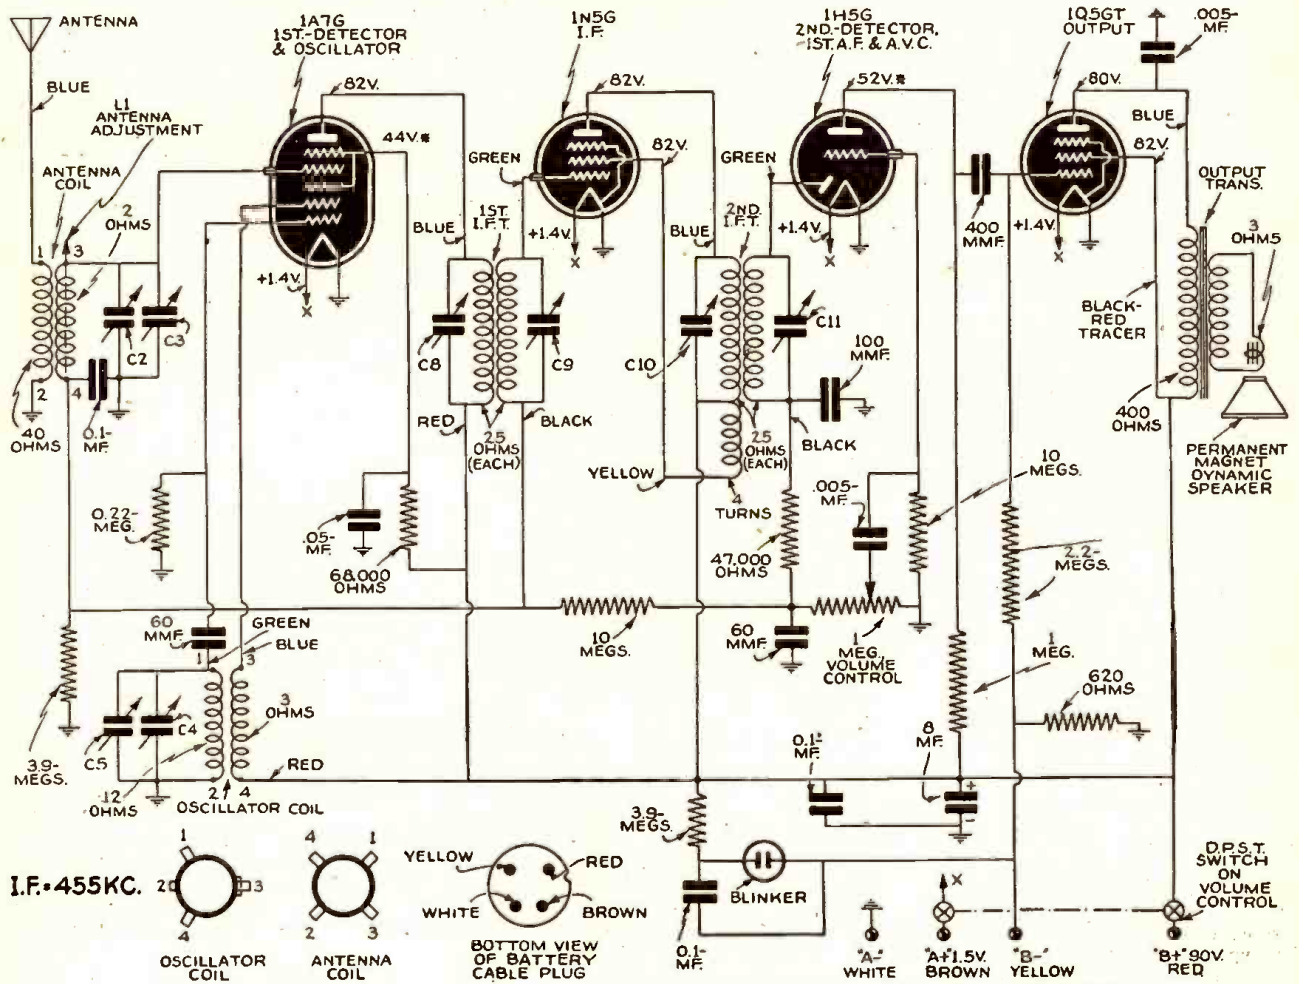 ANTENNA
1A7G
1ST.-DETECTOR
& OSCILLATOR
1N5G
I.F.
1H5G
2ND.-DETECTOR,
1ST. A.F. & A.V.C.
1Q5GT
OUTPUT
.005-
MF.
BLUE
L1
ANTENNA
ADJUSTMENT
82V.
44V.*
82V.
82V.
52V.*
80V.
82V.
BLUE
ANTENNA
COIL
2
OHMS
GREEN
GREEN
400
MMF.
OUTPUT
TRANS.
3
OHMS
1
3
+1.4V.
X
BLUE
1ST.
I.F.T.
+1.4V.
X
BLUE
2ND.
I.F.T.
+1.4V.
X
+1.4V.
X
BLACK-
RED
TRACER
C2
C3
C8
C9
C10
C11
100
MMF.
2
4
40
OHMS
0.1-
MF.
RED
25
OHMS
(EACH)
BLACK
25
OHMS
(EACH)
BLACK
400
OHMS
PERMANENT
MAGNET
DYNAMIC
SPEAKER
YELLOW
4
TURNS
10
MEGS.
0.22-
MEG.
.05-
MF.
68,000
OHMS
47,000
OHMS
.005-
MF.
2.2-
MEGS.
60
MMF.
GREEN
BLUE
10
MEGS.
60
MMF.
1
MEG.,
VOLUME
CONTROL
1
MEG.
1
3
3
OHMS
620
OHMS
C5
C4
3.9-
MEGS.
12
OHMS
2
4
RED
OSCILLATOR COIL
0.1-
MF.
8
MF.
+
-
3.9-
MEGS.
I.F.=455KC.
1
2
3
4
OSCILLATOR
COIL
4
1
2
3
ANTENNA
COIL
YELLOW
RED
WHITE
BROWN
BOTTOM VIEW
OF BATTERY
CABLE PLUG
BLINKER
0.1-
MF.
X
D.P.S.T.
SWITCH
ON
VOLUME
CONTROL
"A-"
WHITE
"A+"1.5V.
BROWN
"B-"
YELLOW
"B+"90V.
RED